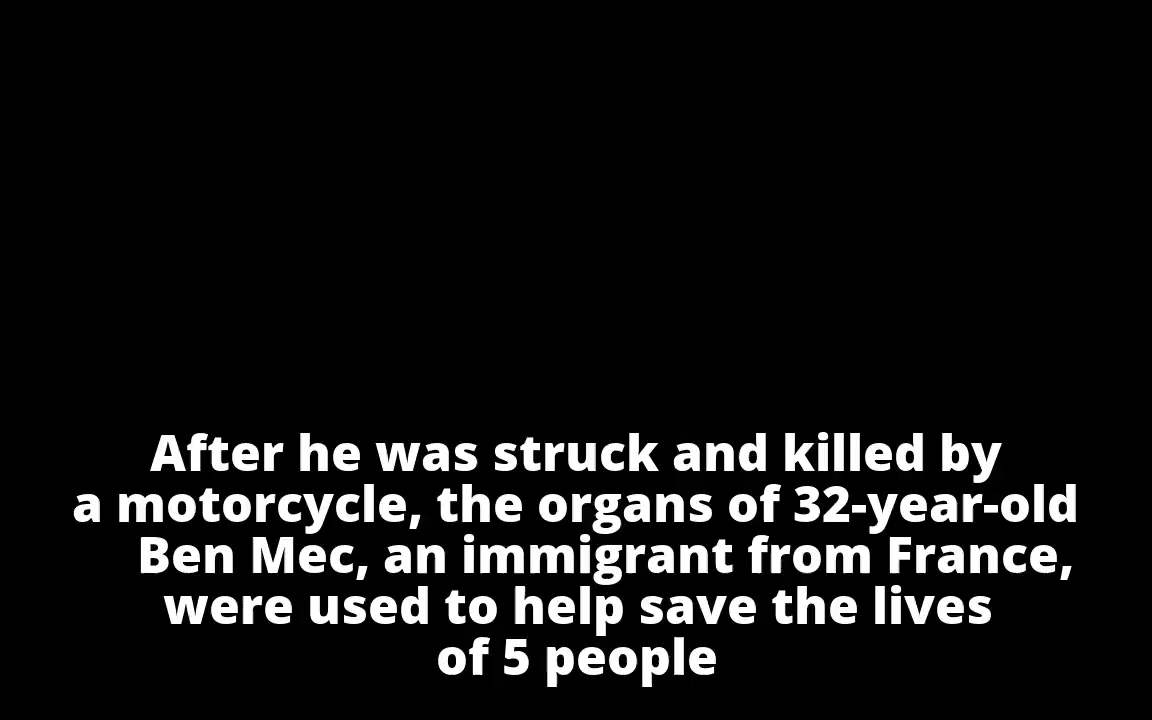 After he was struck and killed by
a motorcycle, the organs of 32-year-old
Ben Mec, an immigrant from France,
were used to help save the lives
of 5 people